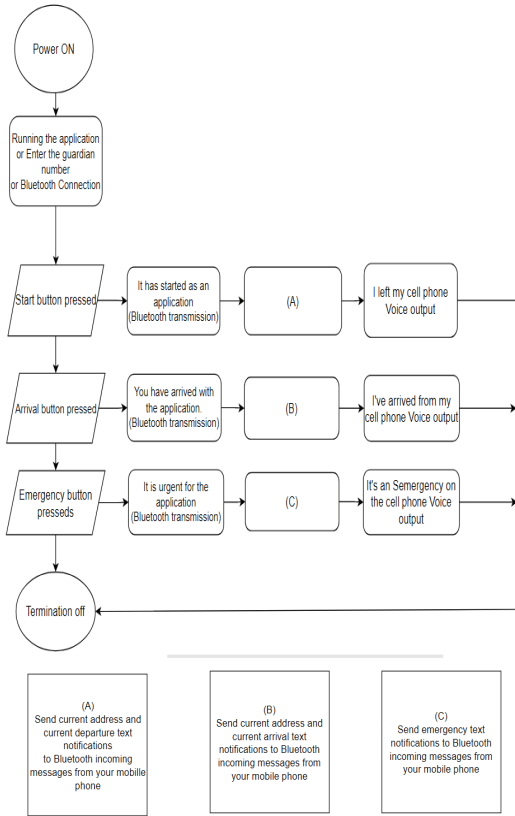 Power ON
Running the application
or Enter the guardian
number
or Bluetooth Connection
Start button pressed
It has started as an
application
(Bluetooth transmission)
(A)
I left my cell phone
Voice output
Arrival button pressed
You have arrived with
the application.
(Bluetooth transmission)
(B)
I've arrived from my
cell phone Voice output
Emergency button
presseds
It is urgent for the
application
(Bluetooth transmission)
(C)
It's an Semergency on
the cell phone Voice
output
Termination off
(A)
Send current address and
current departure text
notifications
to Bluetooth incoming
messages from your mobille
phone
(B)
Send current address and
current arrival text
notifications to Bluetooth
incoming messages from
your mobile phone
(C)
Send emergency text
notifications to Bluetooth
incoming messages from
your mobile phone